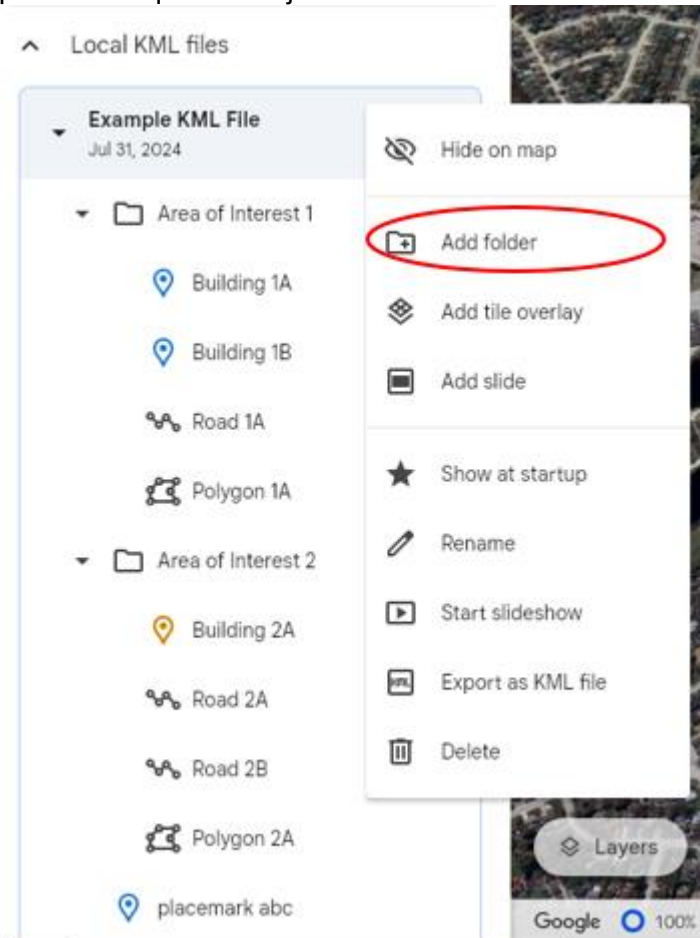 Local KML files
Example KML File
Jul 31, 2024
Area of Interest 1
Building 1A
Building 1B
Road 1A
Polygon 1A
Area of Interest 2
Building 2A
Road 2A
Road 2B
Polygon 2A
placemark abc
Hide on map
Add folder
Add tile overlay
Add slide
Show at startup
Rename
Start slideshow
Export as KML file
Delete
Layers
Google 100%